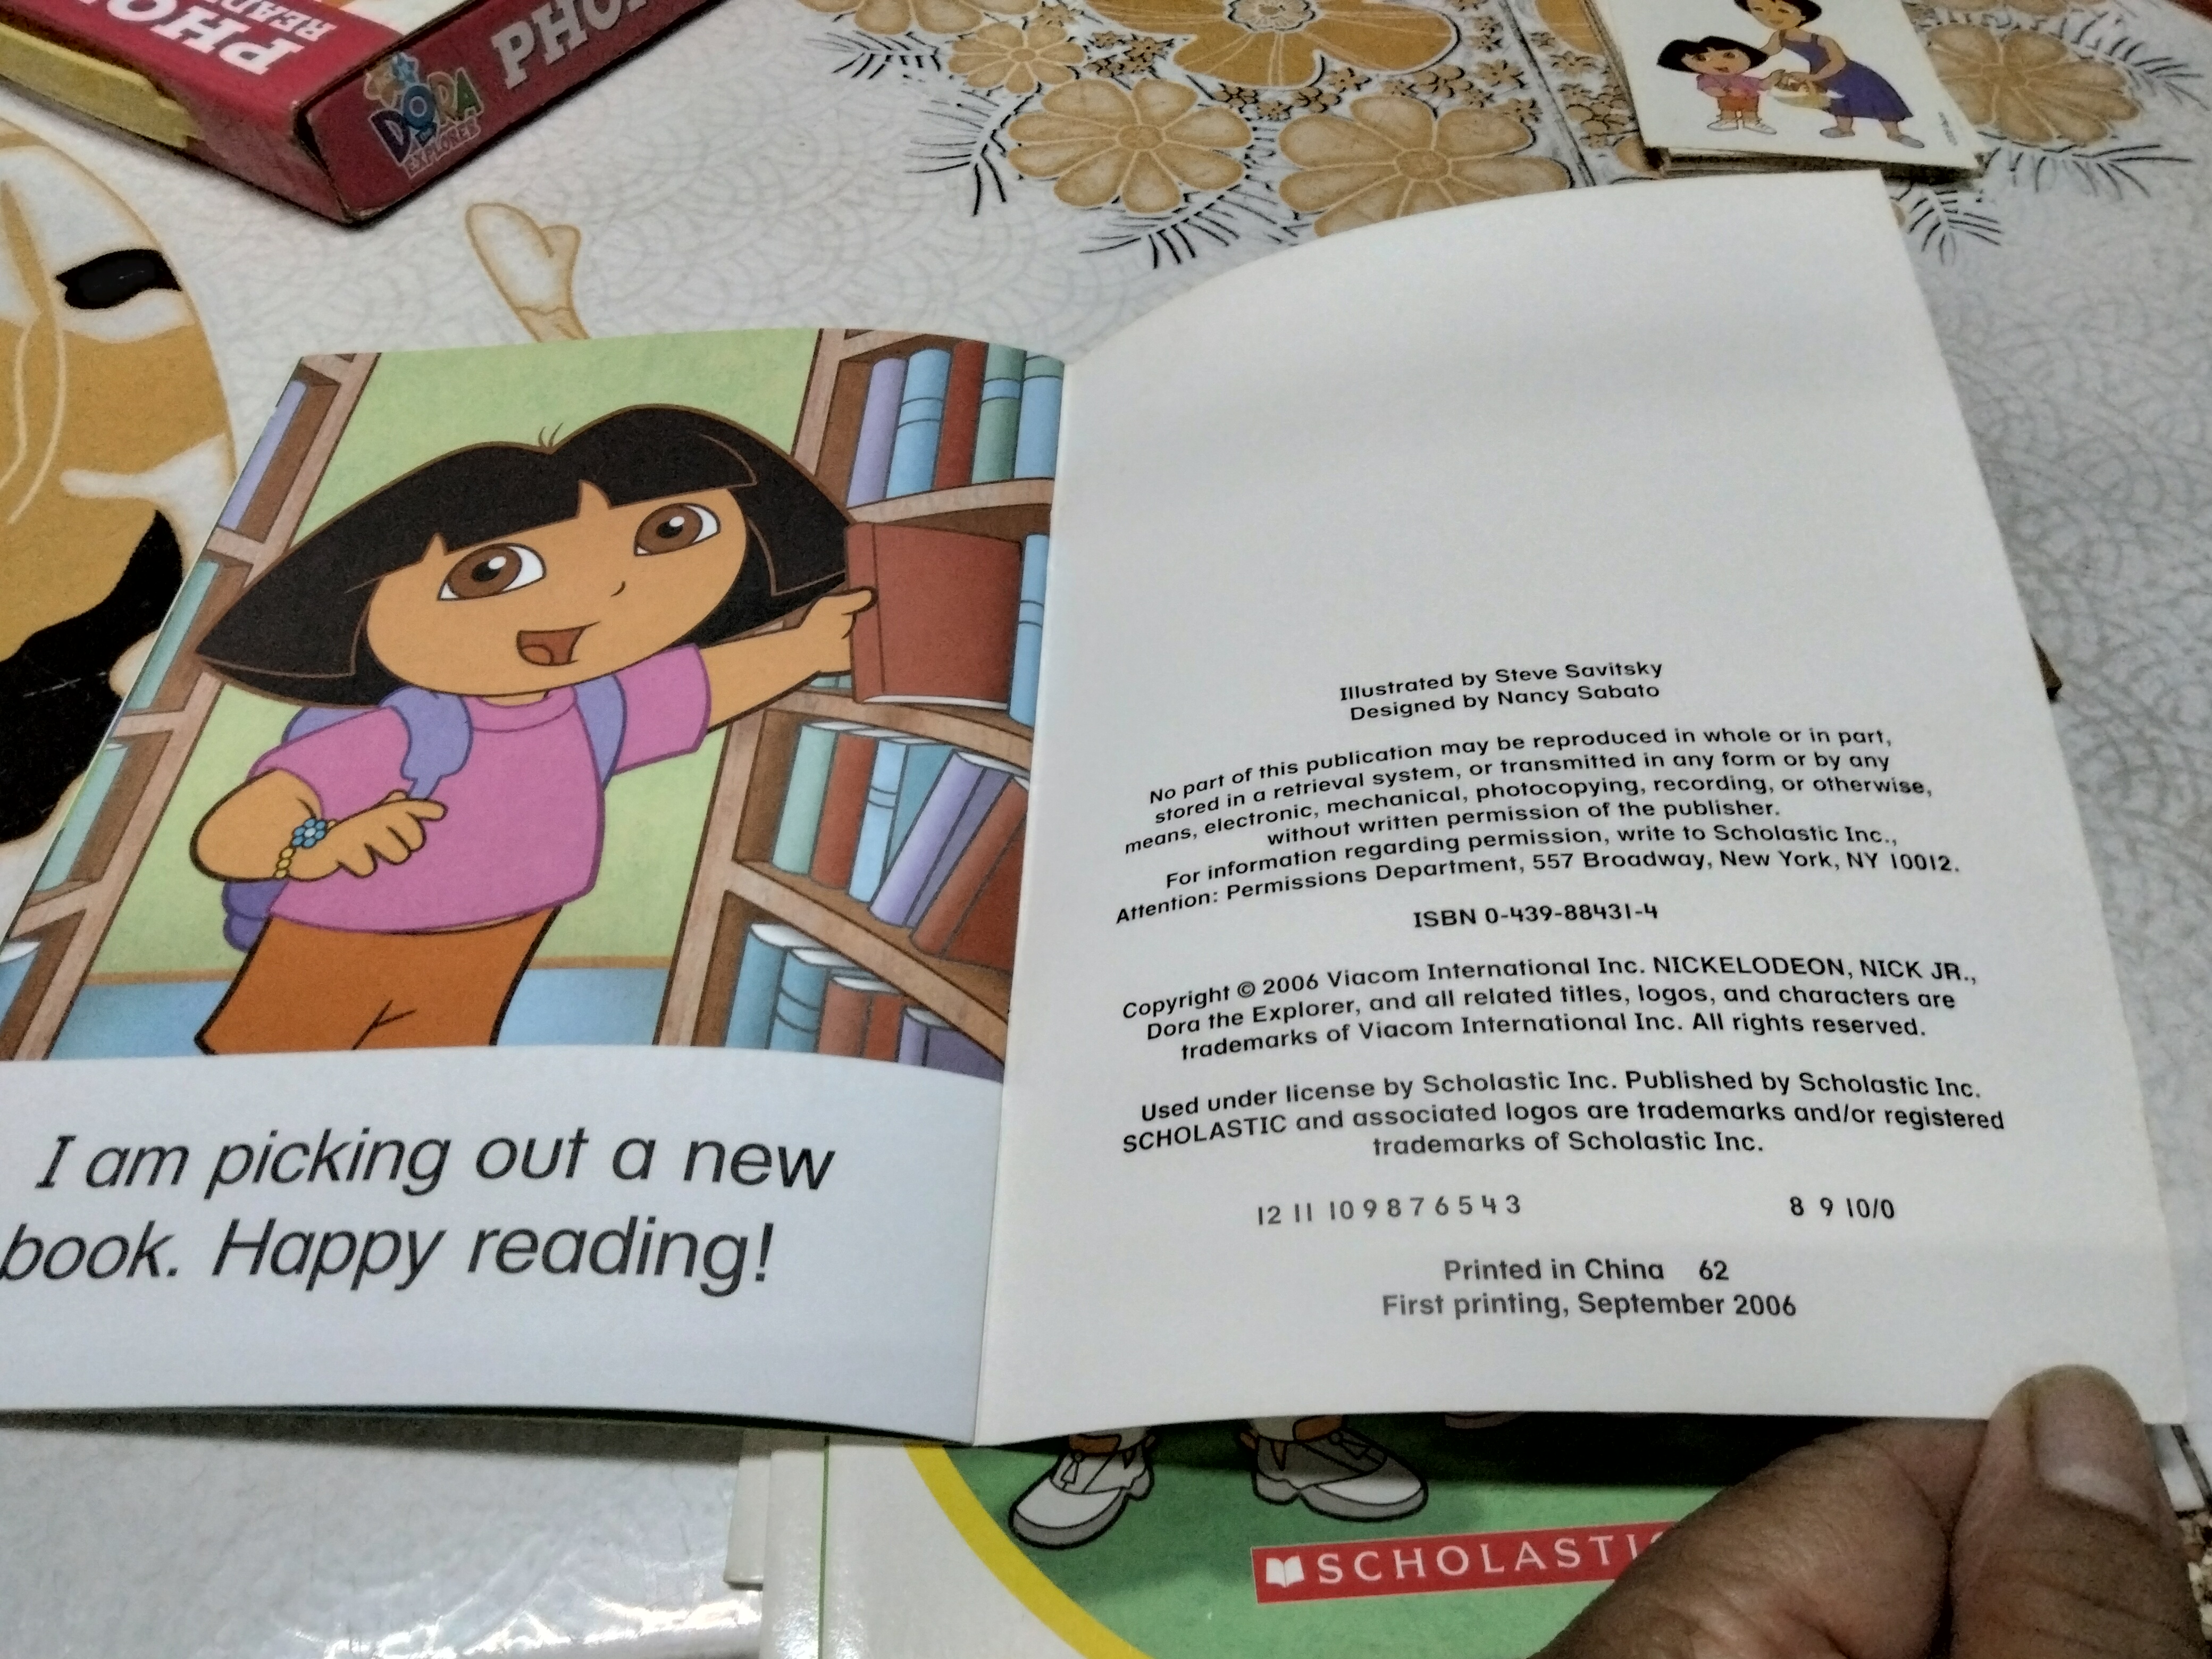 PHO
READ
DORA
EXPLORER
PHO
I am picking out a new
book. Happy reading!
Illustrated by Steve Savitsky
Designed by Nancy Sabato
No part of this publication may be reproduced in whole or in part,
stored in a retrieval system, or transmitted in any form or by any
means, electronic, mechanical, photocopying, recording, or otherwise,
without written permission of the publisher.
For information regarding permission, write to Scholastic Inc.,
Attention: Permissions Department, 557 Broadway, New York, NY 10012.
ISBN 0-439-88431-4
Copyright © 2006 Viacom International Inc. NICKELODEON, NICK JR.,
Dora the Explorer, and all related titles, logos, and characters are
trademarks of Viacom International Inc. All rights reserved.
Used under license by Scholastic Inc. Published by Scholastic Inc.
SCHOLASTIC and associated logos are trademarks and/or registered
trademarks of Scholastic Inc.
12 11 10 9 8 7 6 5 4 3 8 9 10/0
Printed in China 62
First printing, September 2006
SCHOLASTIC